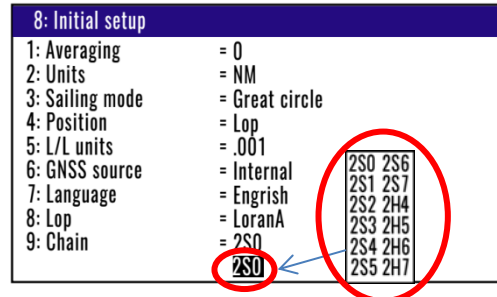 8: Initial setup
1: Averaging = 0
2: Units = NM
3: Sailing mode = Great circle
4: Position = Lop
5: L/L units = .001
6: GNSS source = Internal
7: Language = Engrish
8: Lop = LoranA
9: Chain = 2S0
2S0
2S0 2S6
2S1 2S7
2S2 2H4
2S3 2H5
2S4 2H6
2S5 2H7